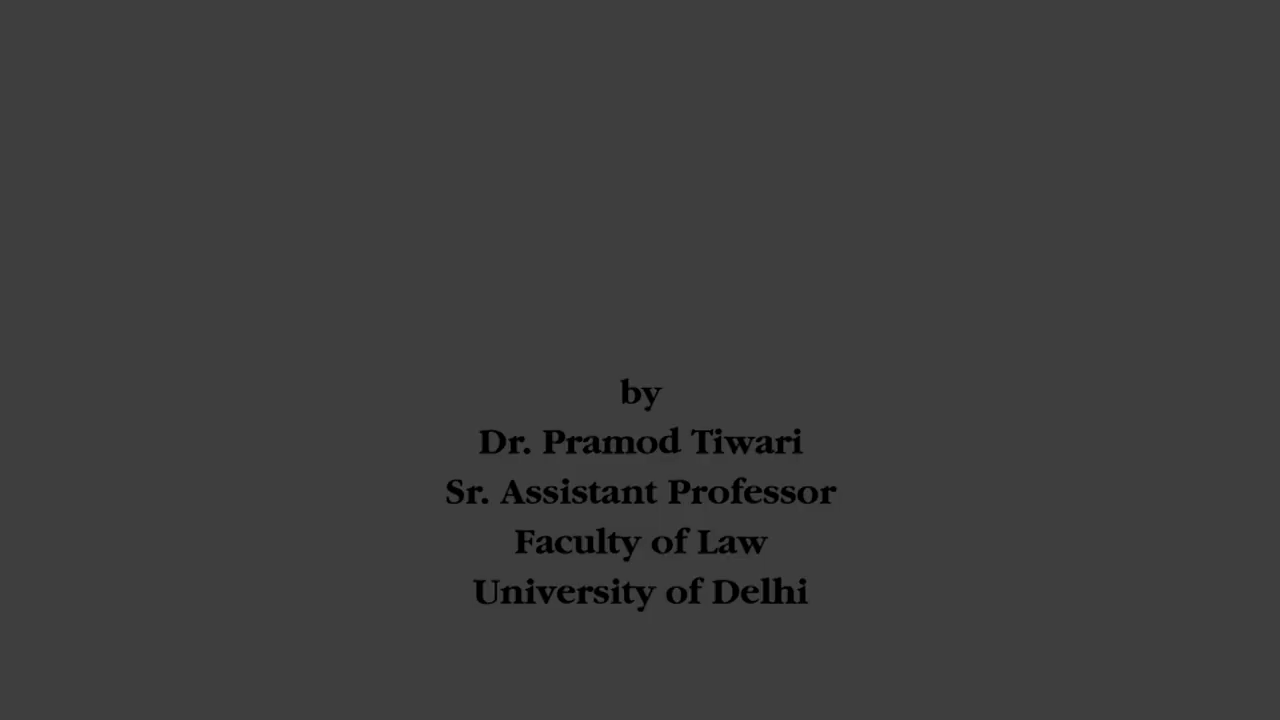 by
Dr. Pramod Tiwari
Sr. Assistant Professor
Faculty of Law
University of Delhi